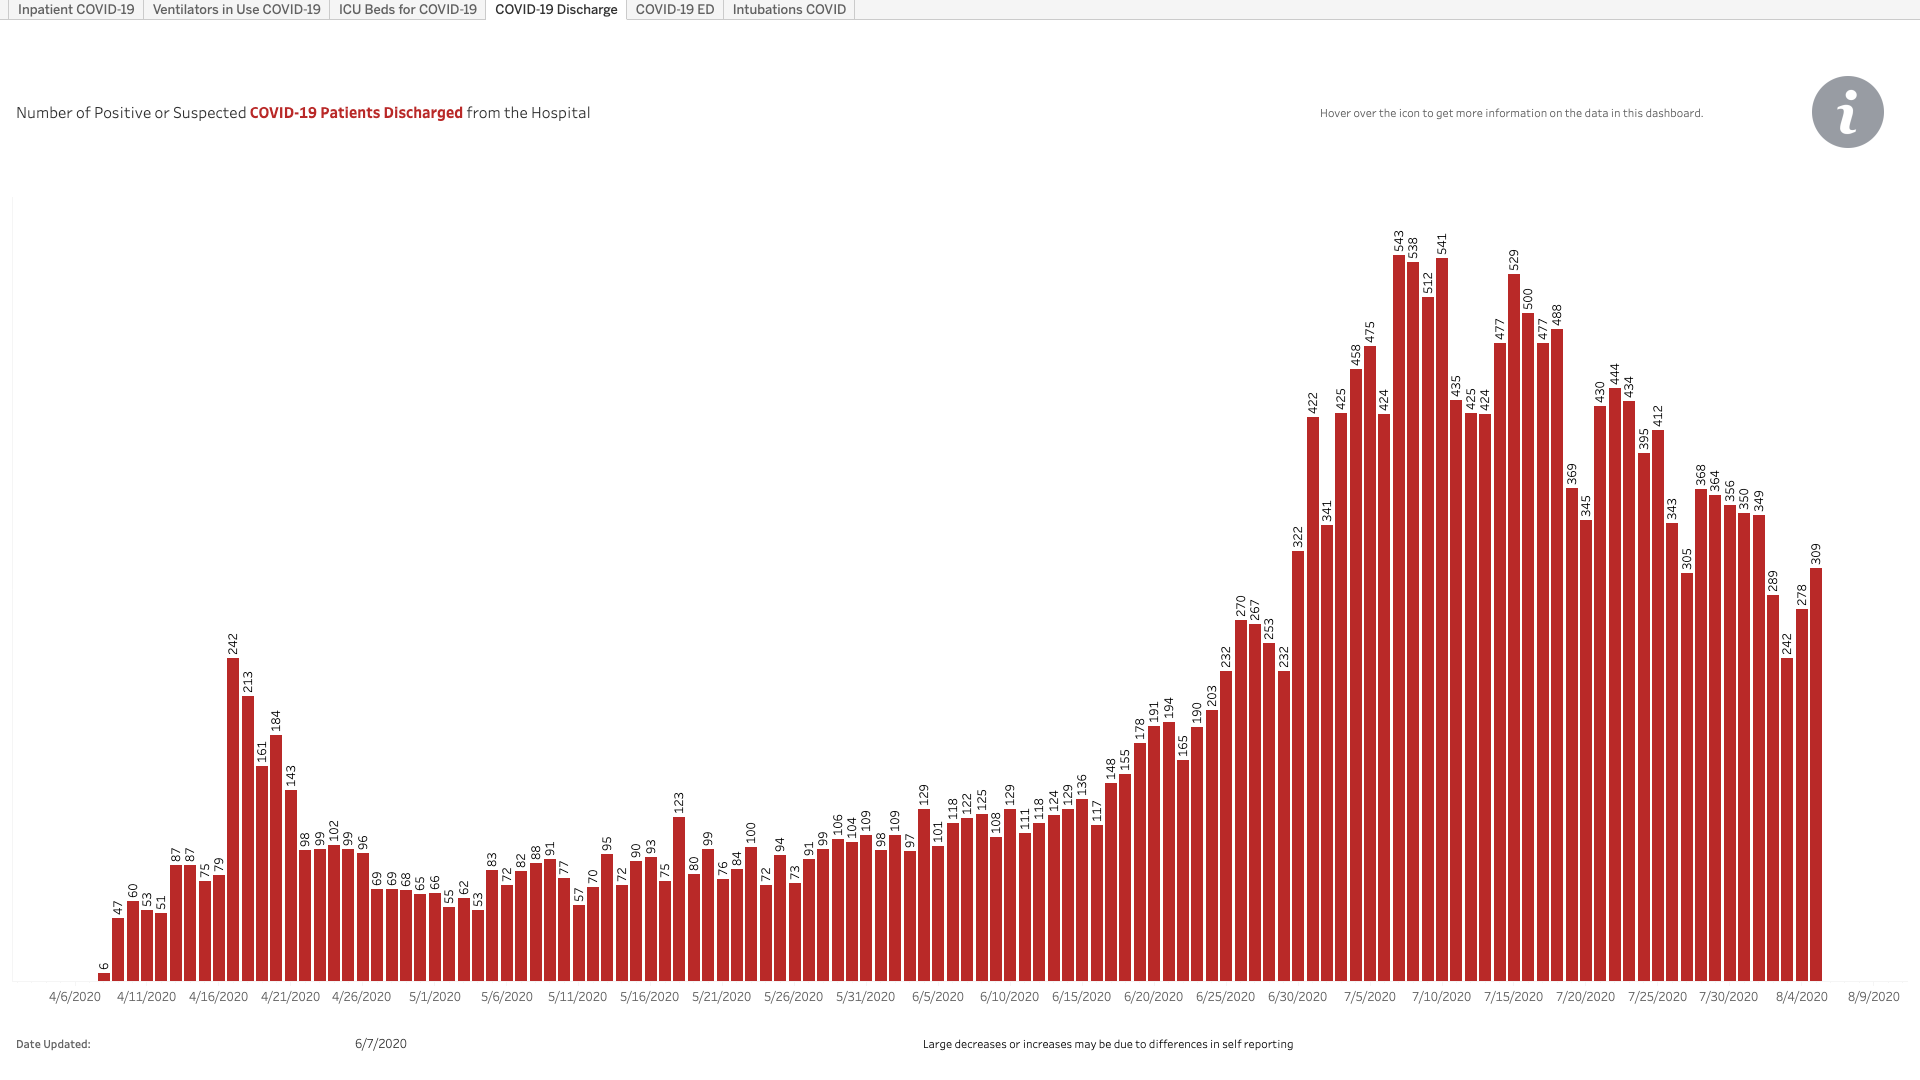 Inpatient COVID-19 Ventilators in Use COVID-19 ICU Beds for COVID-19 COVID-19 Discharge COVID-19 ED Intubations COVID
Number of Positive or Suspected COVID-19 Patients Discharged from the Hospital
Hover over the icon to get more information on the data in this dashboard.
i
6 47 60 53 51 87 87 75 79 242 213 161 184 143 98 99 102 99 96 69 69 68 65 66 55 62 53 83 72 82 88 91 77 57 70 95 72 90 93 75 123 80 99 76 84 100 72 94 73 91 99 106 104 109 98 109 97 129 101 118 122 125 108 129 111 118 124 129 136 117 148 155 178 191 194 165 190 203 232 270 267 253 232 322 422 341 425 458 475 424 543 538 512 541 435 425 424 477 529 500 477 488 369 345 430 444 434 395 412 343 305 368 364 356 350 349 289 242 278 309
4/6/2020 4/11/2020 4/16/2020 4/21/2020 4/26/2020 5/1/2020 5/6/2020 5/11/2020 5/16/2020 5/21/2020 5/26/2020 5/31/2020 6/5/2020 6/10/2020 6/15/2020 6/20/2020 6/25/2020 6/30/2020 7/5/2020 7/10/2020 7/15/2020 7/20/2020 7/25/2020 7/30/2020 8/4/2020 8/9/2020
Date Updated: 6/7/2020
Large decreases or increases may be due to differences in self reporting